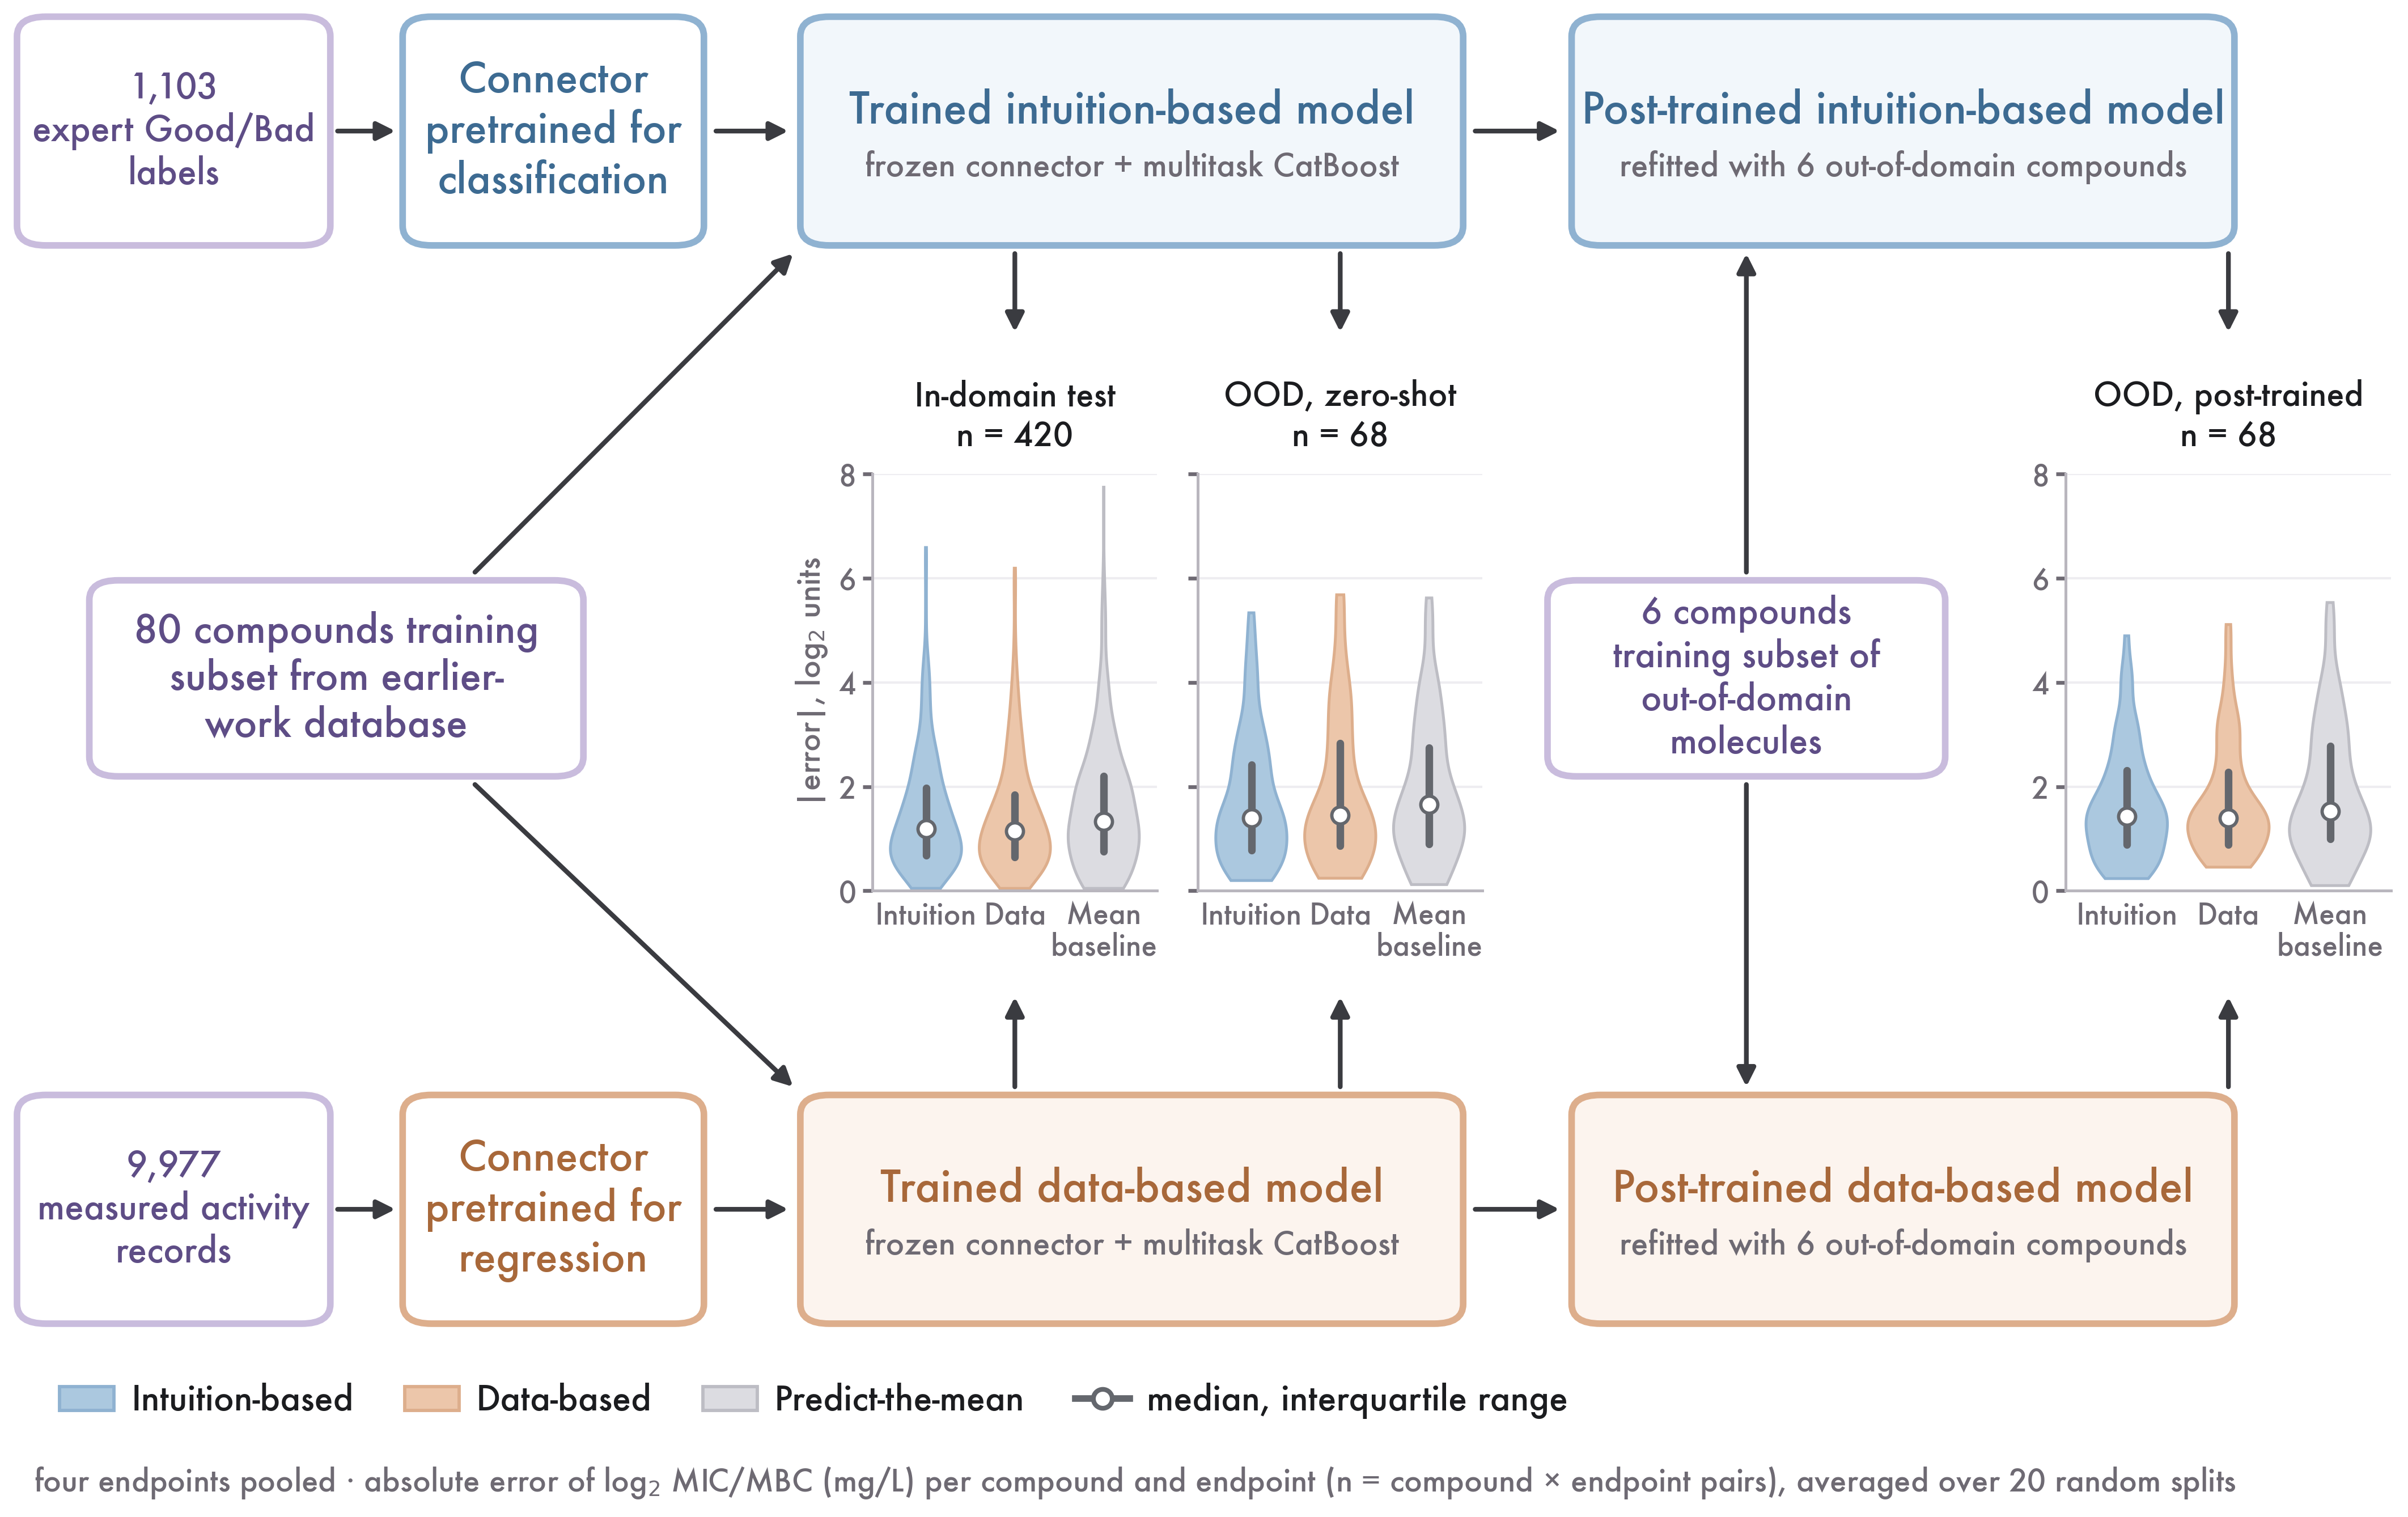 1,103
expert Good/Bad
labels
Connector
pretrained for
classification
Trained intuition-based model
frozen connector + multitask CatBoost
Post-trained intuition-based model
refitted with 6 out-of-domain compounds
80 compounds training
subset from earlier-
work database
In-domain test
n = 420
OOD, zero-shot
n = 68
|error|, log₂ units
8
6
4
2
0
Intuition
Data
Mean
baseline
Intuition
Data
Mean
baseline
6 compounds
training subset of
out-of-domain
molecules
OOD, post-trained
n = 68
8
6
4
2
0
Intuition
Data
Mean
baseline
9,977
measured activity
records
Connector
pretrained for
regression
Trained data-based model
frozen connector + multitask CatBoost
Post-trained data-based model
refitted with 6 out-of-domain compounds
Intuition-based
Data-based
Predict-the-mean
median, interquartile range
four endpoints pooled · absolute error of log₂ MIC/MBC (mg/L) per compound and endpoint (n = compound × endpoint pairs), averaged over 20 random splits